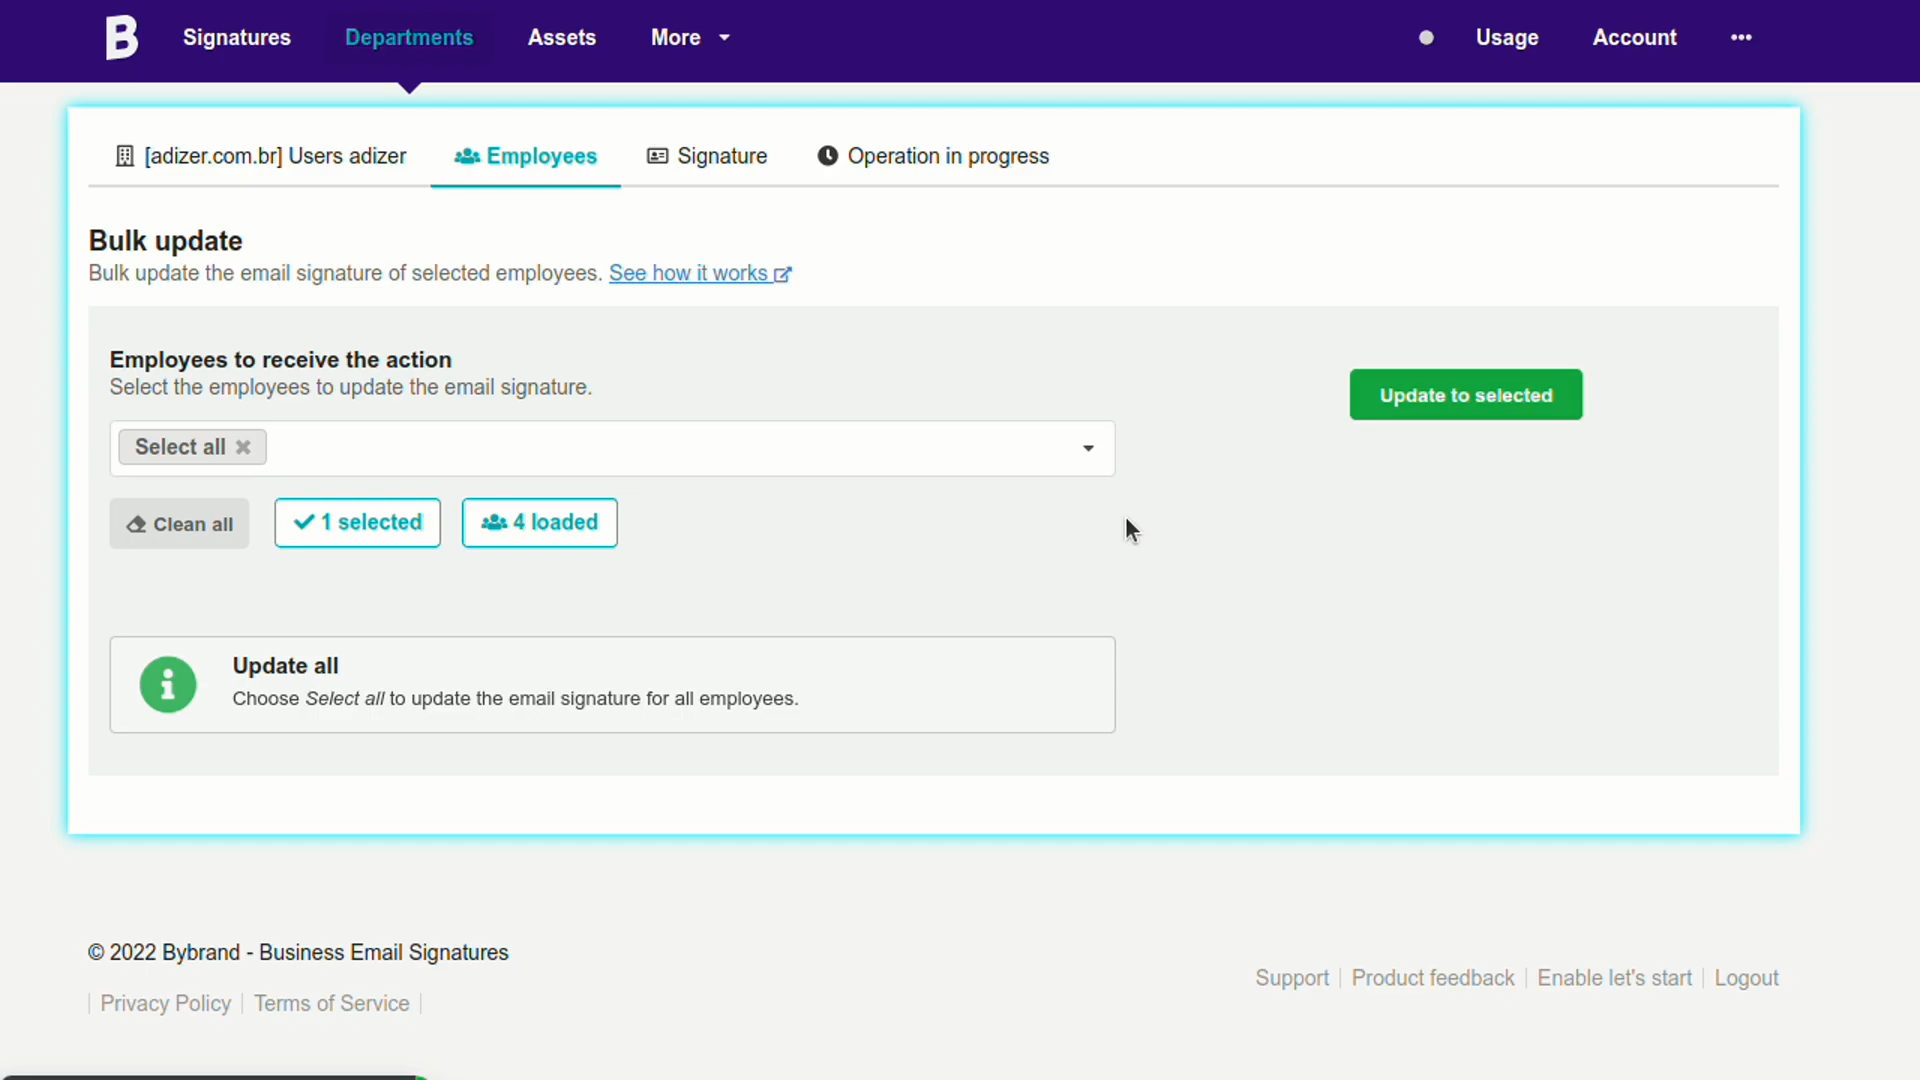 B
Signatures
Departments
Assets
More
Usage
Account
[adizer.com.br] Users adizer
Employees
Signature
Operation in progress
Bulk update
Bulk update the email signature of selected employees. See how it works
Employees to receive the action
Select the employees to update the email signature.
Update to selected
Select all
Clean all
1 selected
4 loaded
Update all
Choose Select all to update the email signature for all employees.
© 2022 Bybrand - Business Email Signatures
Support | Product feedback | Enable let's start | Logout
| Privacy Policy | Terms of Service |